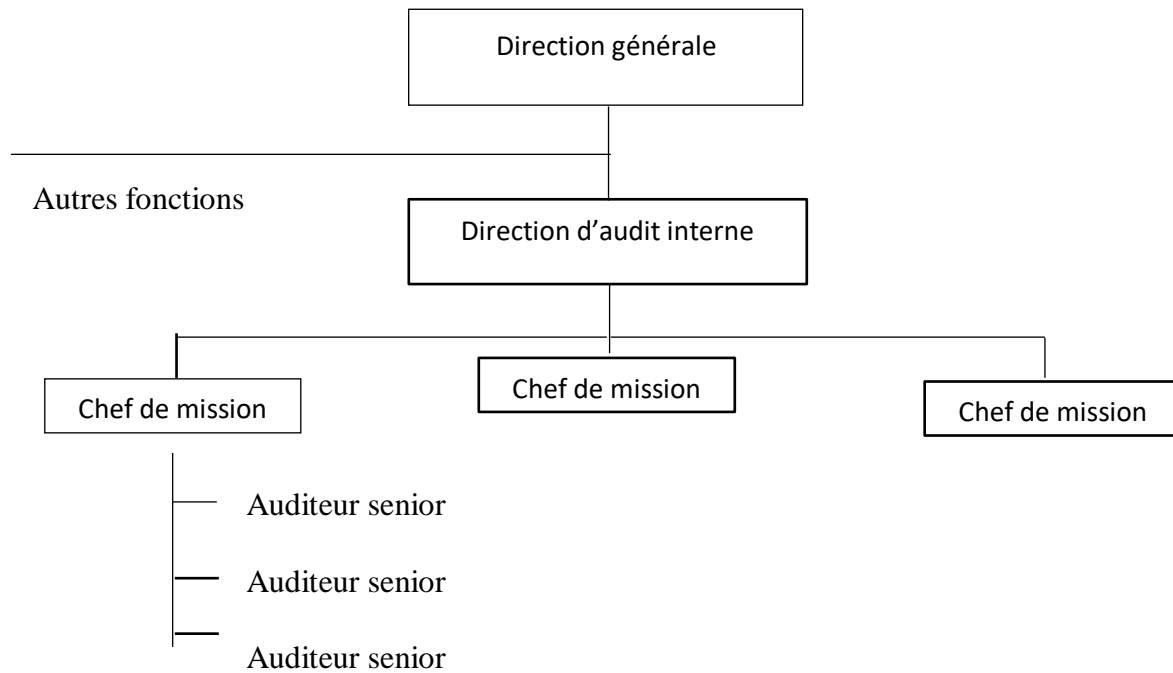 Direction générale
Autres fonctions
Direction d’audit interne
Chef de mission
Chef de mission
Chef de mission
Auditeur senior
Auditeur senior
Auditeur senior